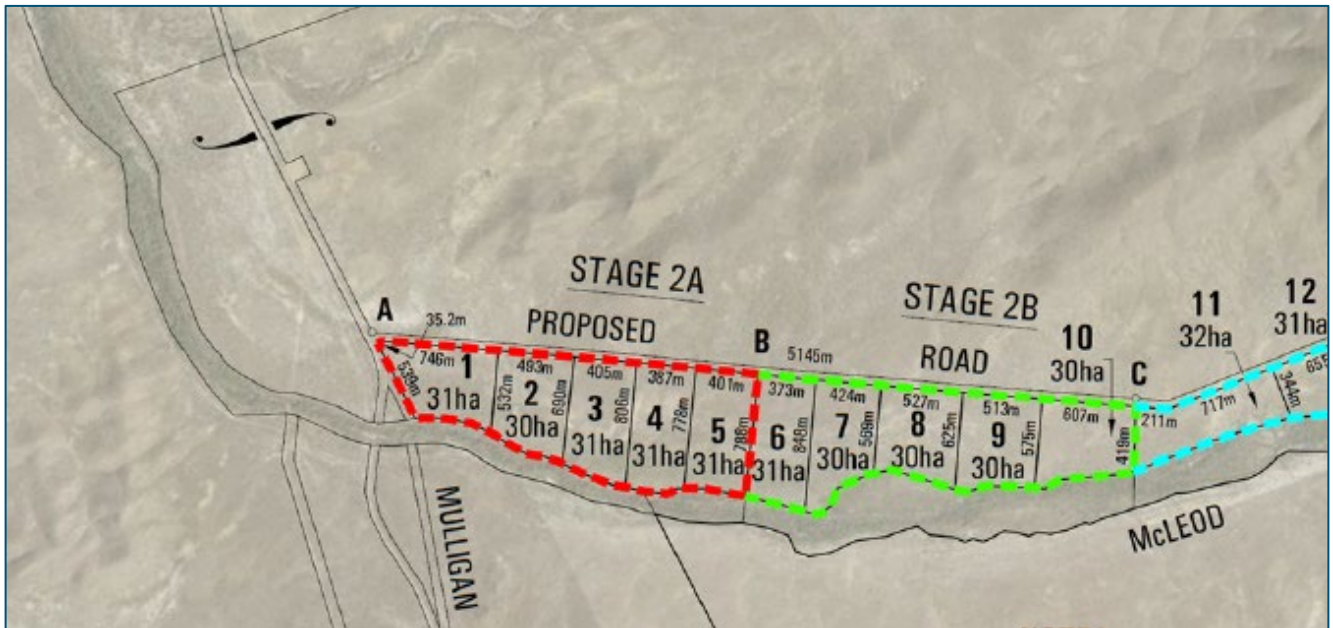 STAGE 2A
STAGE 2B
A
35.2m
PROPOSED
B
5145m
ROAD
10
30ha
C
11
32ha
12
31ha
746m
493m
405m
387m
401m
373m
424m
527m
513m
607m
211m
717m
655
539m
1
31ha
532m
2
30ha
690m
3
31ha
806m
4
31ha
778m
5
31ha
788m
6
31ha
848m
7
30ha
569m
8
30ha
625m
9
30ha
575m
419m
344m
MULLIGAN
McLEOD